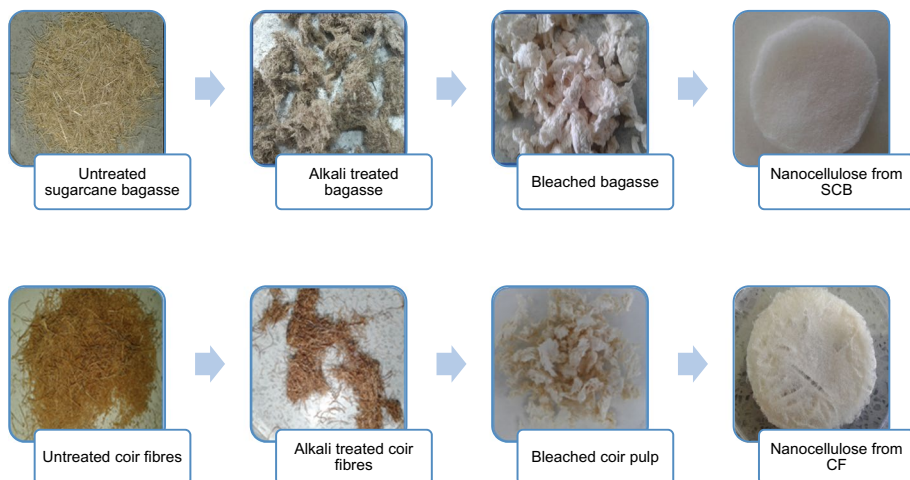 Untreated
sugarcane bagasse
Alkali treated
bagasse
Bleached bagasse
Nanocellulose from
SCB
Untreated coir fibres
Alkali treated coir
fibres
Bleached coir pulp
Nanocellulose from
CF